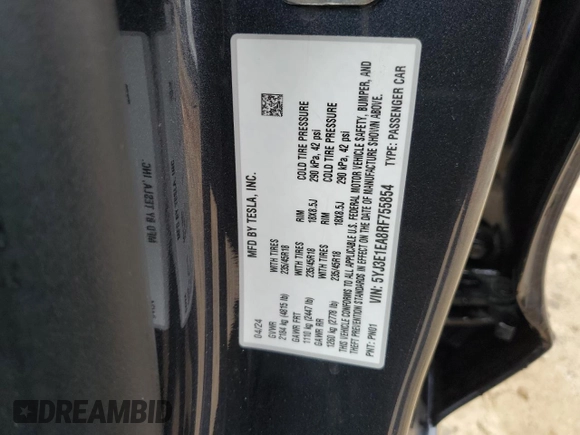 MFD BY TESLA, INC.
04/24
GVWR
2184 kg (4815 lb)
WITH TIRES
235/45R18
RIM
18X8.5J
COLD TIRE PRESSURE
290 kPa, 42 psi
GAWR FRT
1110 kg (2447 lb)
WITH TIRES
235/45R18
RIM
18X8.5J
COLD TIRE PRESSURE
290 kPa, 42 psi
GAWR RR
1260 kg (2778 lb)
THIS VEHICLE CONFORMS TO ALL APPLICABLE U.S. FEDERAL MOTOR VEHICLE SAFETY, BUMPER, AND
THEFT PREVENTION STANDARDS IN EFFECT ON THE DATE OF MANUFACTURE SHOWN ABOVE.
VIN: 5YJ3E1EA8RF755854
TYPE: PASSENGER CAR
PNT: PN01
DREAMBID